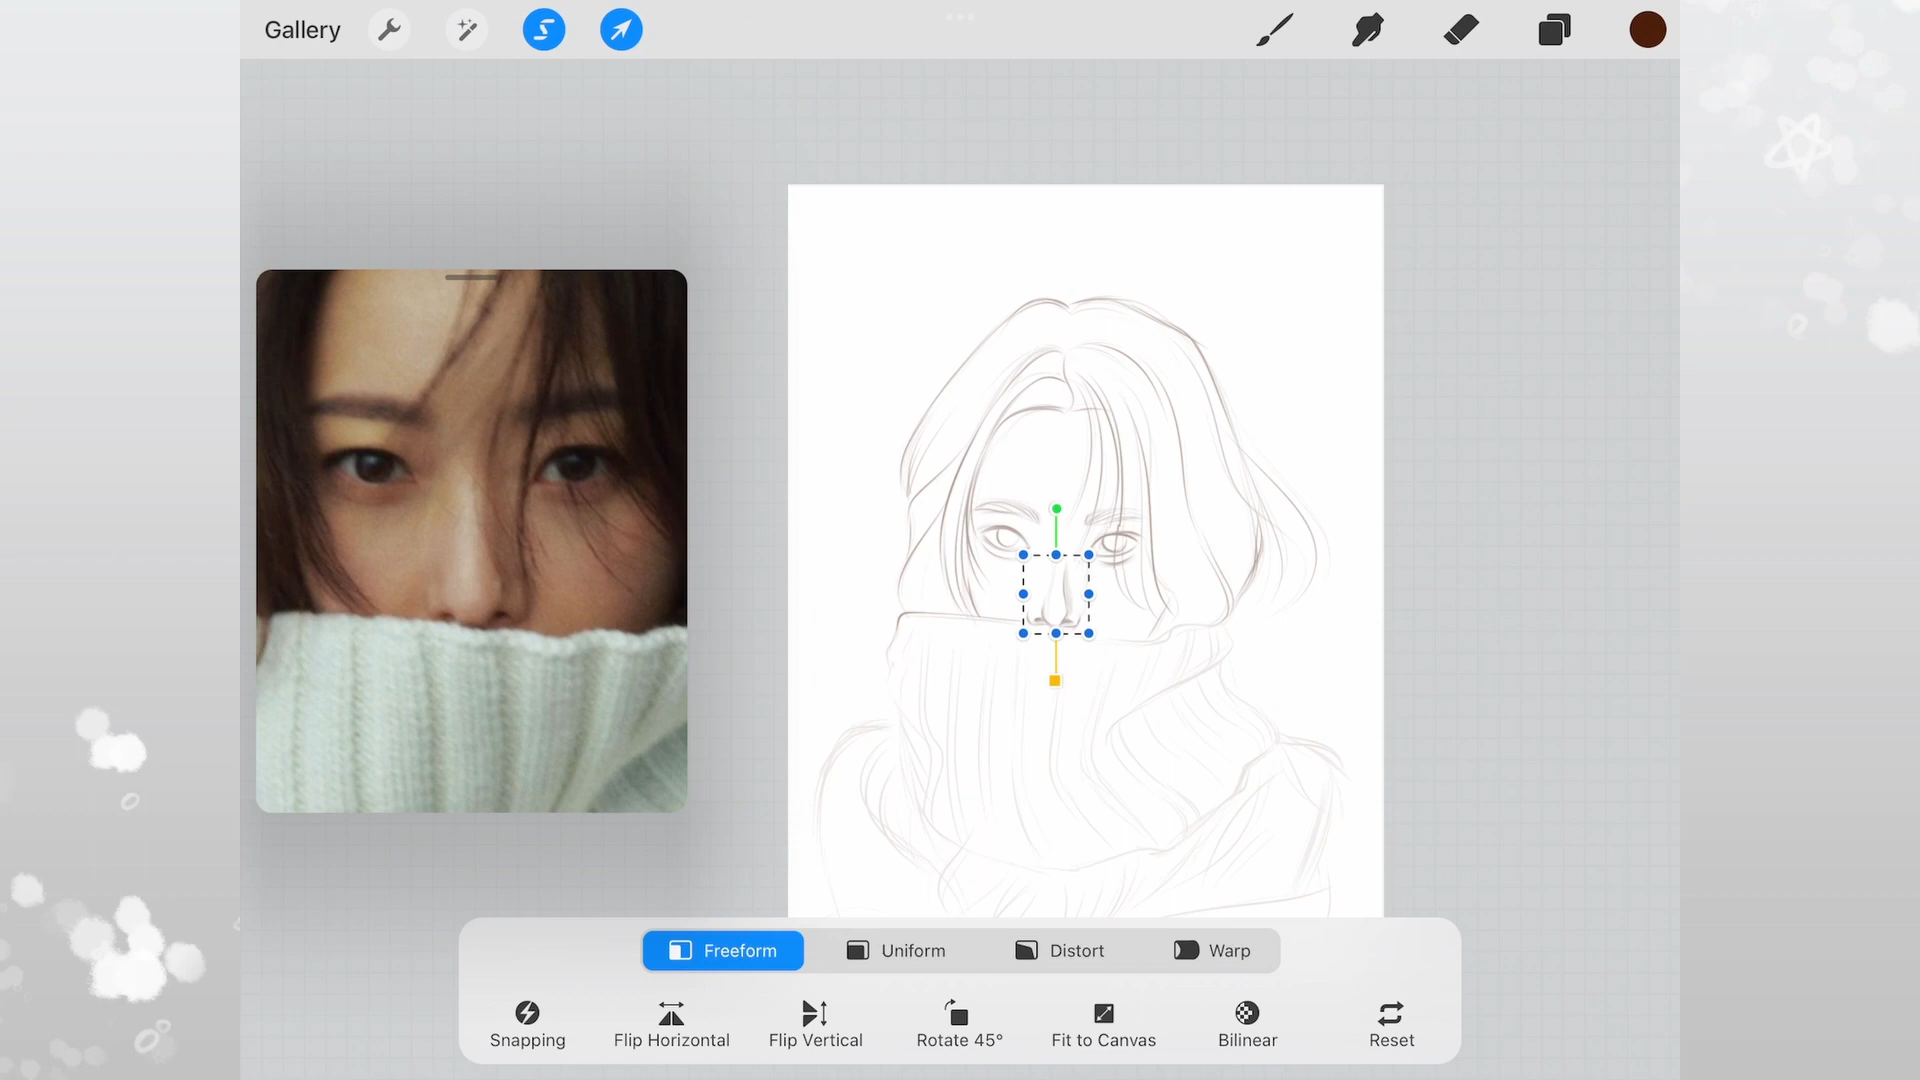 Gallery
Freeform Uniform Distort Warp
Snapping Flip Horizontal Flip Vertical Rotate 45° Fit to Canvas Bilinear Reset